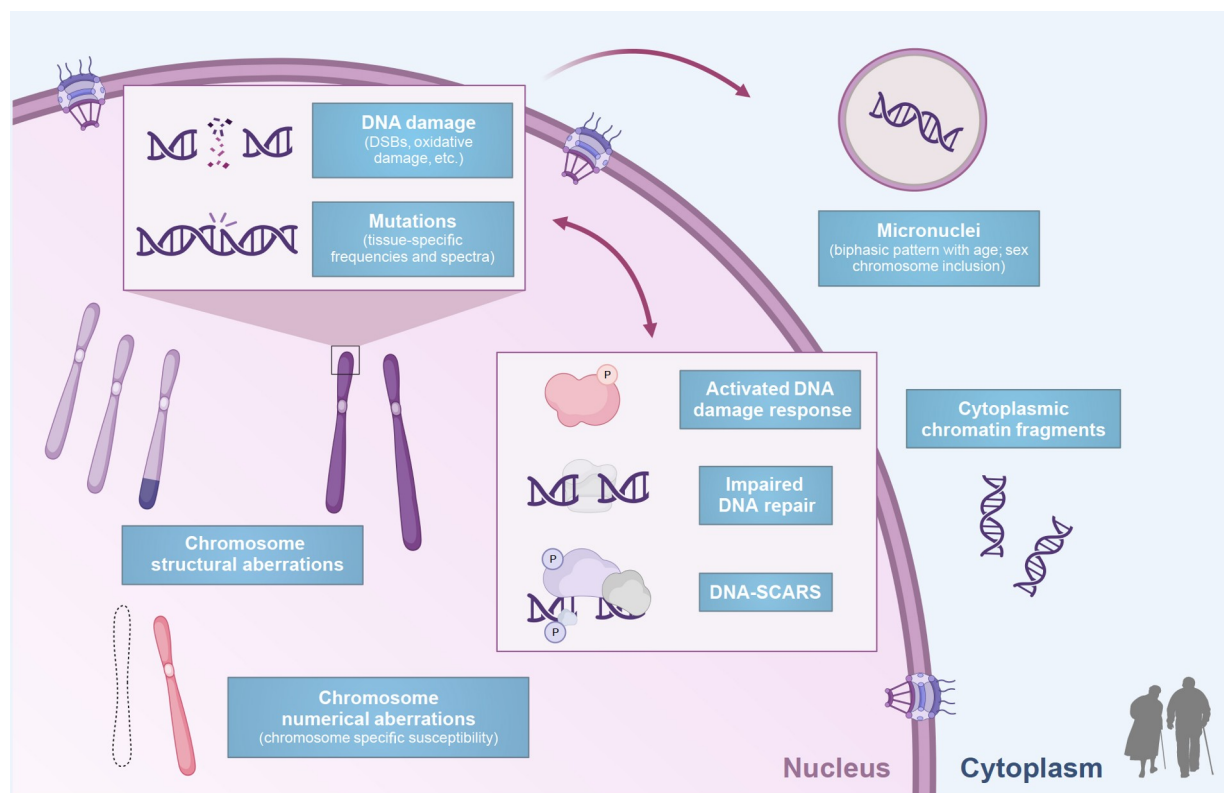 DNA damage
(DSBs, oxidative
damage, etc.)
Mutations
(tissue-specific
frequencies and spectra)
Micronuclei
(biphasic pattern with age; sex
chromosome inclusion)
P
Activated DNA
damage response
Cytoplasmic
chromatin fragments
Impaired
DNA repair
Chromosome
structural aberrations
P
DNA-SCARS
P
Chromosome
numerical aberrations
(chromosome specific susceptibility)
Nucleus
Cytoplasm